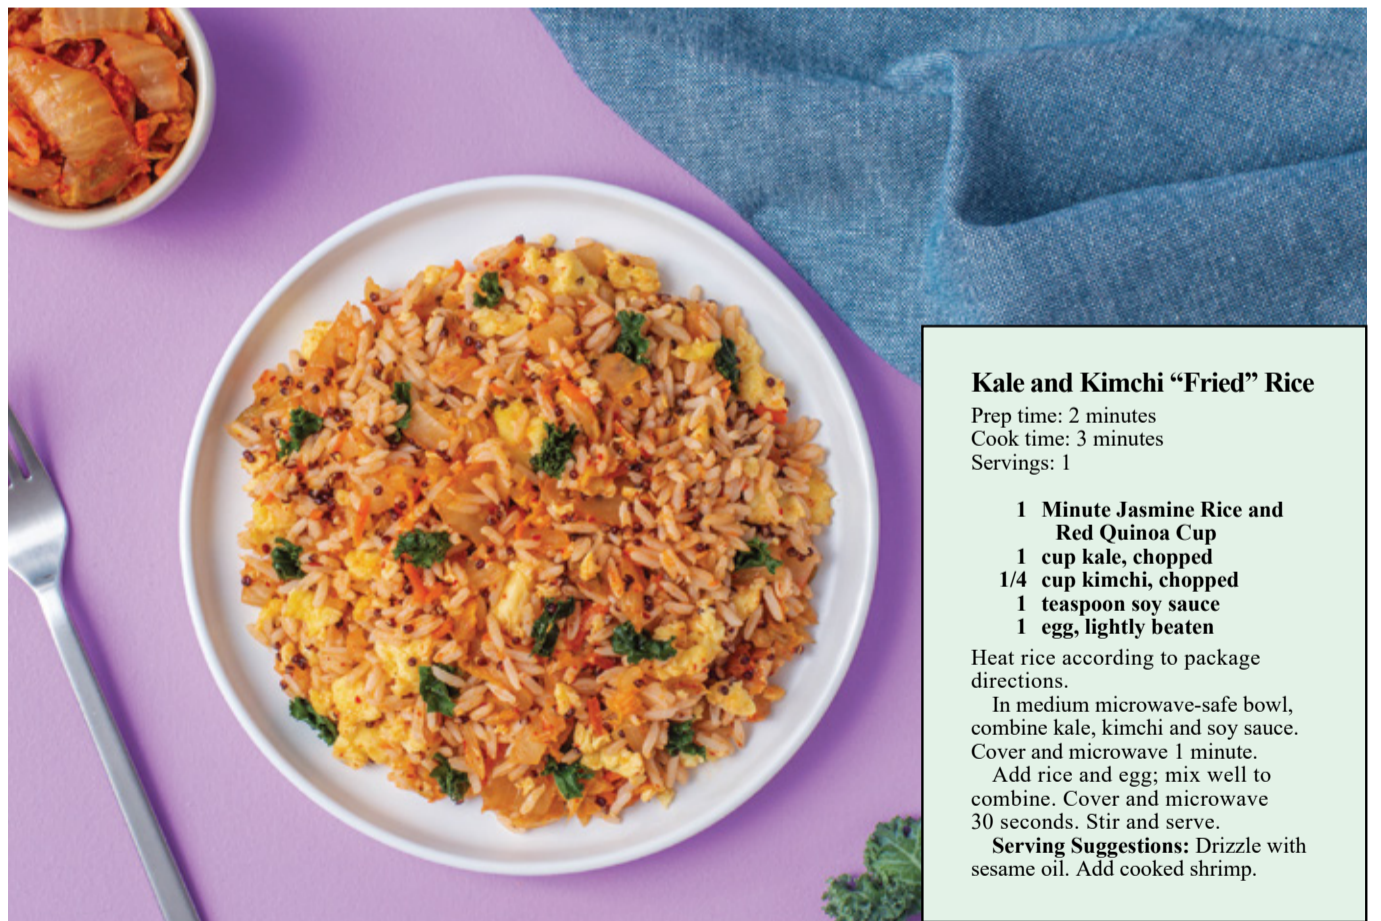 Kale and Kimchi “Fried” Rice
Prep time: 2 minutes
Cook time: 3 minutes
Servings: 1
1 Minute Jasmine Rice and
Red Quinoa Cup
1 cup kale, chopped
1/4 cup kimchi, chopped
1 teaspoon soy sauce
1 egg, lightly beaten
Heat rice according to package
directions.
In medium microwave-safe bowl,
combine kale, kimchi and soy sauce.
Cover and microwave 1 minute.
Add rice and egg; mix well to
combine. Cover and microwave
30 seconds. Stir and serve.
Serving Suggestions: Drizzle with
sesame oil. Add cooked shrimp.